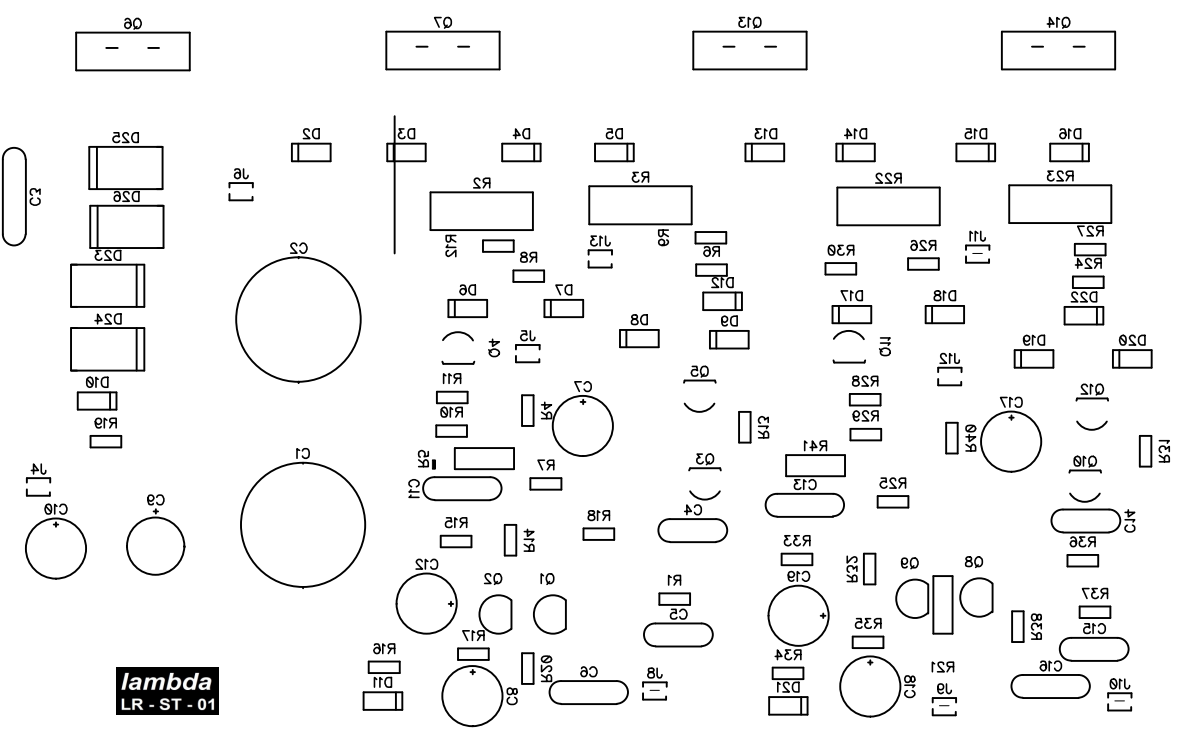 Q6 Q7 Q13 Q14
D25 D2 D3 D4 D5 D13 D14 D15 D16
J6 R2 R3 R22 R23
C3 D26
R12 J13 R9 R6 R30 R26 J11 R27
D23 C2 R8 R24
D12
D6 D7 D17 D18 D22
D24 D8 D9
Q4 J5 Q11 D19 D20
J12
D10 R11 Q5 R28 Q12
R19 R10 R4 C7 R13 R29 R40 C17 R31
C1 R5 R7 Q3 R41 Q10
J4 C11 C13 R25
C10 C9 C4 C14
R15 R14 R18 R33 R36
C12 Q2 Q1 R1 C19 R32 Q9 Q8
C5 R37
R17 R35 R38 C15
R16 R20 R34 R21 C16
D11 C8 C6 J8 D21 C18 J9 J10
lambda
LR - ST - 01